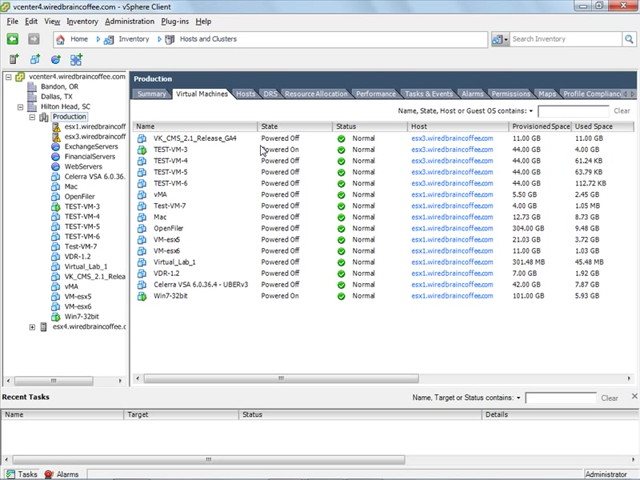 vcenter4.wiredbraincoffee.com - vSphere Client
File Edit View Inventory Administration Plug-ins Help
Home Inventory Hosts and Clusters Search Inventory
vcenter4.wiredbraincoffee.com
Bandon, OR
Dallas, TX
Hilton Head, SC
Production
esx1.wiredbraincoff
esx3.wiredbraincoff
ExchangeServers
FinancialServers
WebServers
Celerra VSA 6.0.36.
Mac
OpenFiler
TEST-VM-3
TEST-VM-4
TEST-VM-5
TEST-VM-6
Test-VM-7
VDR-1.2
Virtual_Lab_1
VK_CMS_2.1_Relea
vMA
VM-esx5
VM-esx6
Win7-32bit
esx4.wiredbraincoffee.c
Production
Summary Virtual Machines Hosts DRS Resource Allocation Performance Tasks & Events Alarms Permissions Maps Profile Compliance
Name, State, Host or Guest OS contains: Clear
Name State Status Host Provisioned Space Used Space
VK_CMS_2.1_Release_GA4 Powered Off Normal esx3.wiredbraincoffee.com 11.00 GB 11.00 GB
TEST-VM-3 Powered On Normal esx3.wiredbraincoffee.com 44.00 GB 4.00 GB
TEST-VM-4 Powered Off Normal esx3.wiredbraincoffee.com 44.00 GB 61.24 KB
TEST-VM-5 Powered Off Normal esx3.wiredbraincoffee.com 44.00 GB 63.79 KB
TEST-VM-6 Powered Off Normal esx3.wiredbraincoffee.com 44.00 GB 112.72 KB
vMA Powered Off Normal esx1.wiredbraincoffee.com 5.50 GB 2.45 GB
Test-VM-7 Powered Off Normal esx1.wiredbraincoffee.com 4.00 GB 1.05 MB
Mac Powered Off Normal esx1.wiredbraincoffee.com 12.73 GB 8.73 GB
OpenFiler Powered Off Normal esx1.wiredbraincoffee.com 304.00 GB 9.48 GB
VM-esx5 Powered Off Normal esx1.wiredbraincoffee.com 21.03 GB 3.72 GB
VM-esx6 Powered Off Normal esx1.wiredbraincoffee.com 11.00 GB 1.03 GB
Virtual_Lab_1 Powered Off Normal esx1.wiredbraincoffee.com 301.48 MB 45.48 MB
VDR-1.2 Powered Off Normal esx1.wiredbraincoffee.com 7.00 GB 1.92 GB
Celerra VSA 6.0.36.4 - UBERv3 Powered Off Normal esx1.wiredbraincoffee.com 42.00 GB 7.87 GB
Win7-32bit Powered On Normal esx1.wiredbraincoffee.com 101.00 GB 5.93 GB
Recent Tasks
Name, Target or Status contains: Clear
Name Target Status Details
Tasks Alarms Administrator